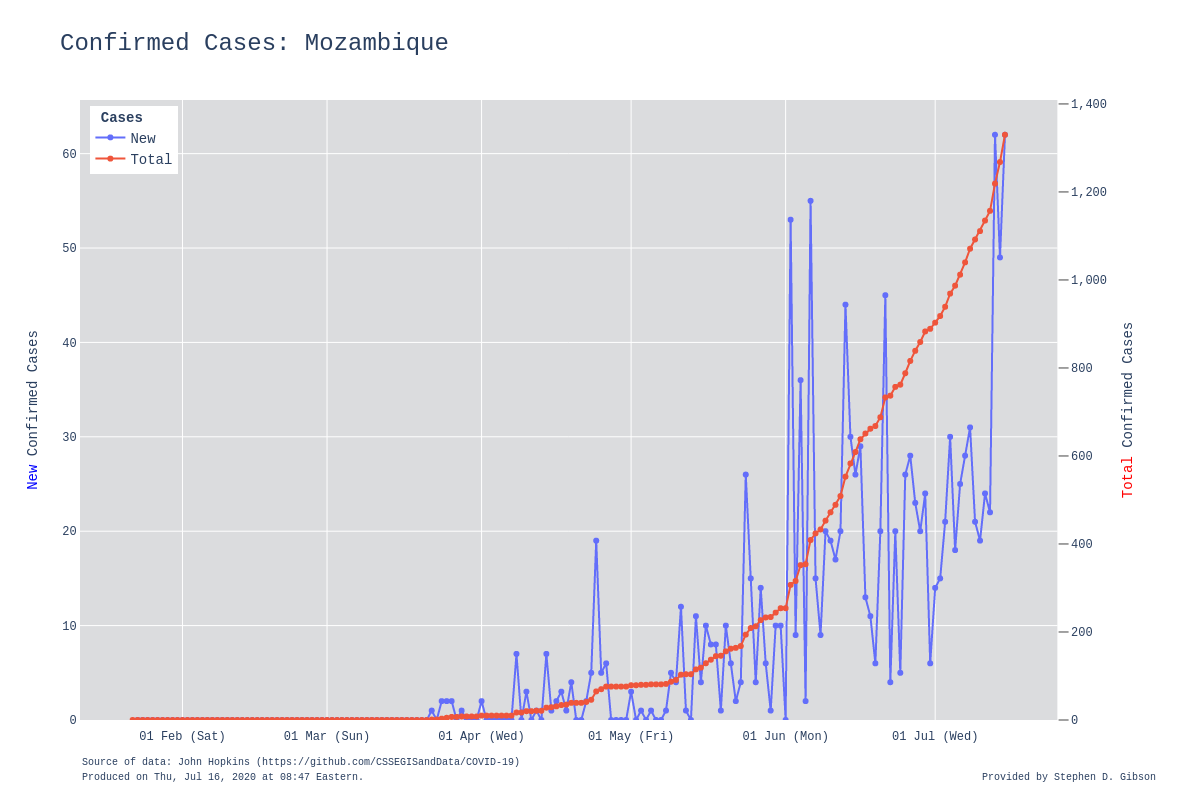 Confirmed Cases: Mozambique
Cases
New
Total
1,400
1,200
1,000
800
600
400
200
0
60
50
40
30
20
10
0
New Confirmed Cases
Total Confirmed Cases
01 Feb (Sat)
01 Mar (Sun)
01 Apr (Wed)
01 May (Fri)
01 Jun (Mon)
01 Jul (Wed)
Source of data: John Hopkins (https://github.com/CSSEGISandData/COVID-19)
Produced on Thu, Jul 16, 2020 at 08:47 Eastern.
Provided by Stephen D. Gibson